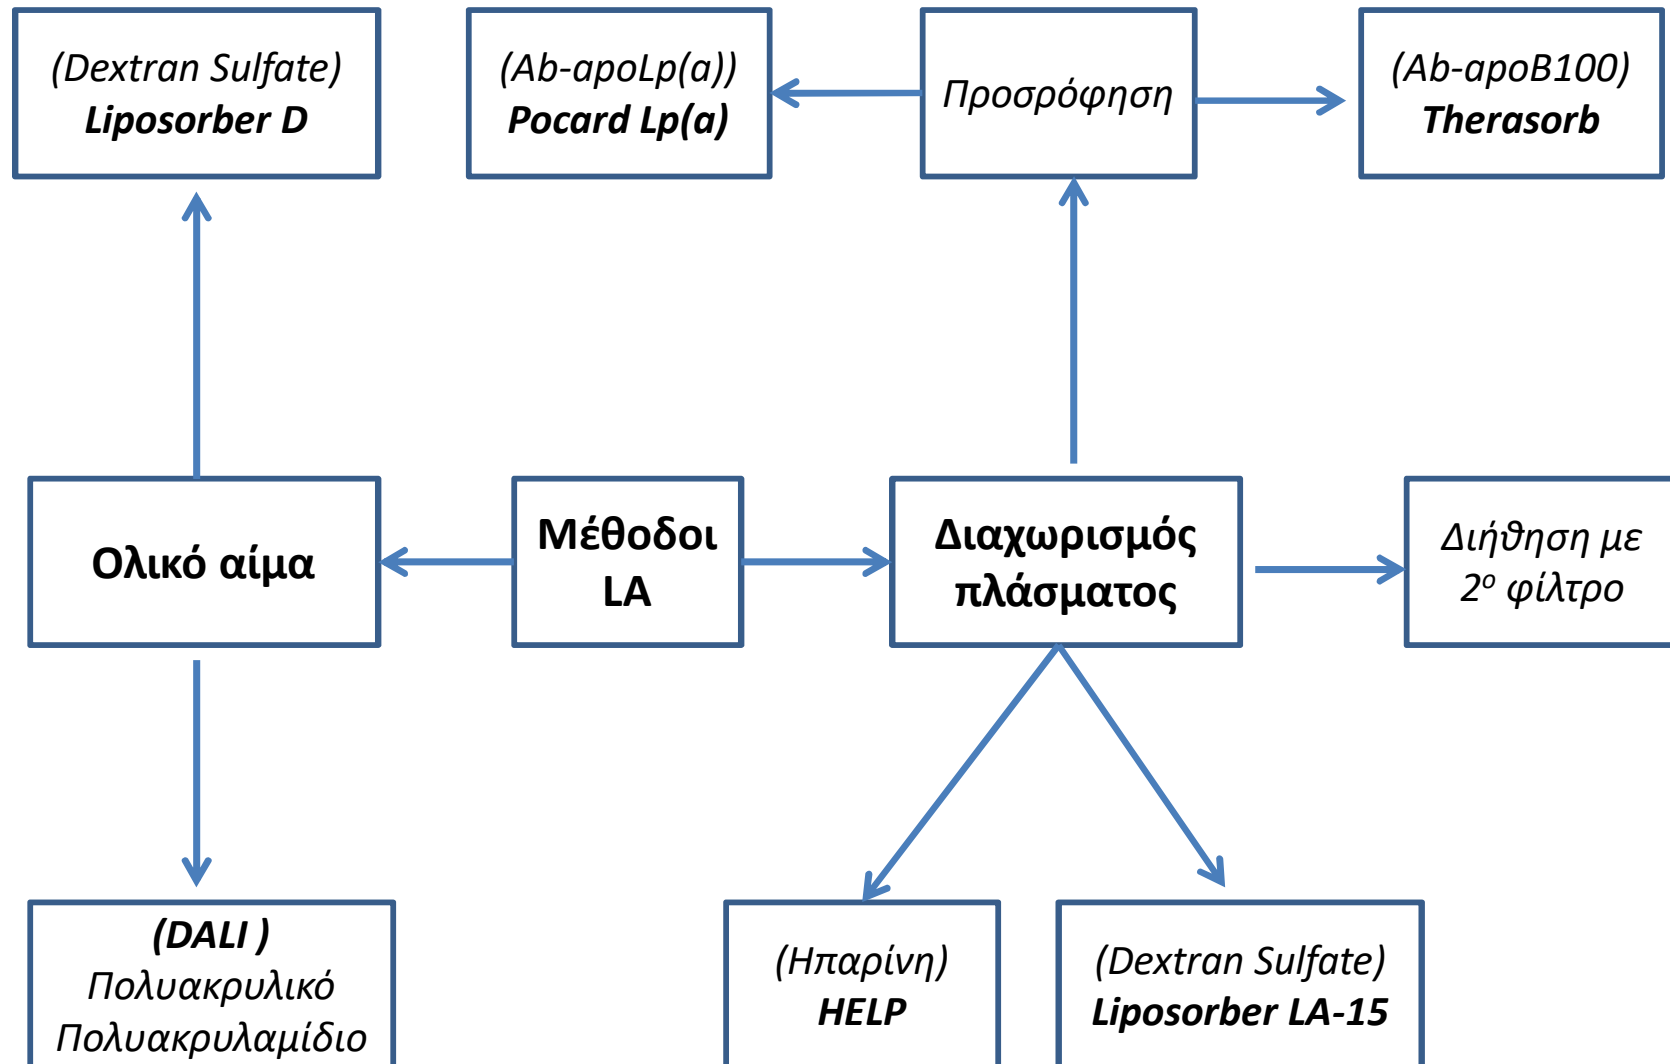 (Dextran Sulfate)
Liposorber D
(Ab-apoLp(a))
Pocard Lp(a)
Προσρόφηση
(Ab-apoB100)
Therasorb
Ολικό αίμα
Μέθοδοι
LA
Διαχωρισμός
πλάσματος
Διήθηση με
2ο φίλτρο
(DALI )
Πολυακρυλικό
Πολυακρυλαμίδιο
(Ηπαρίνη)
HELP
(Dextran Sulfate)
Liposorber LA-15